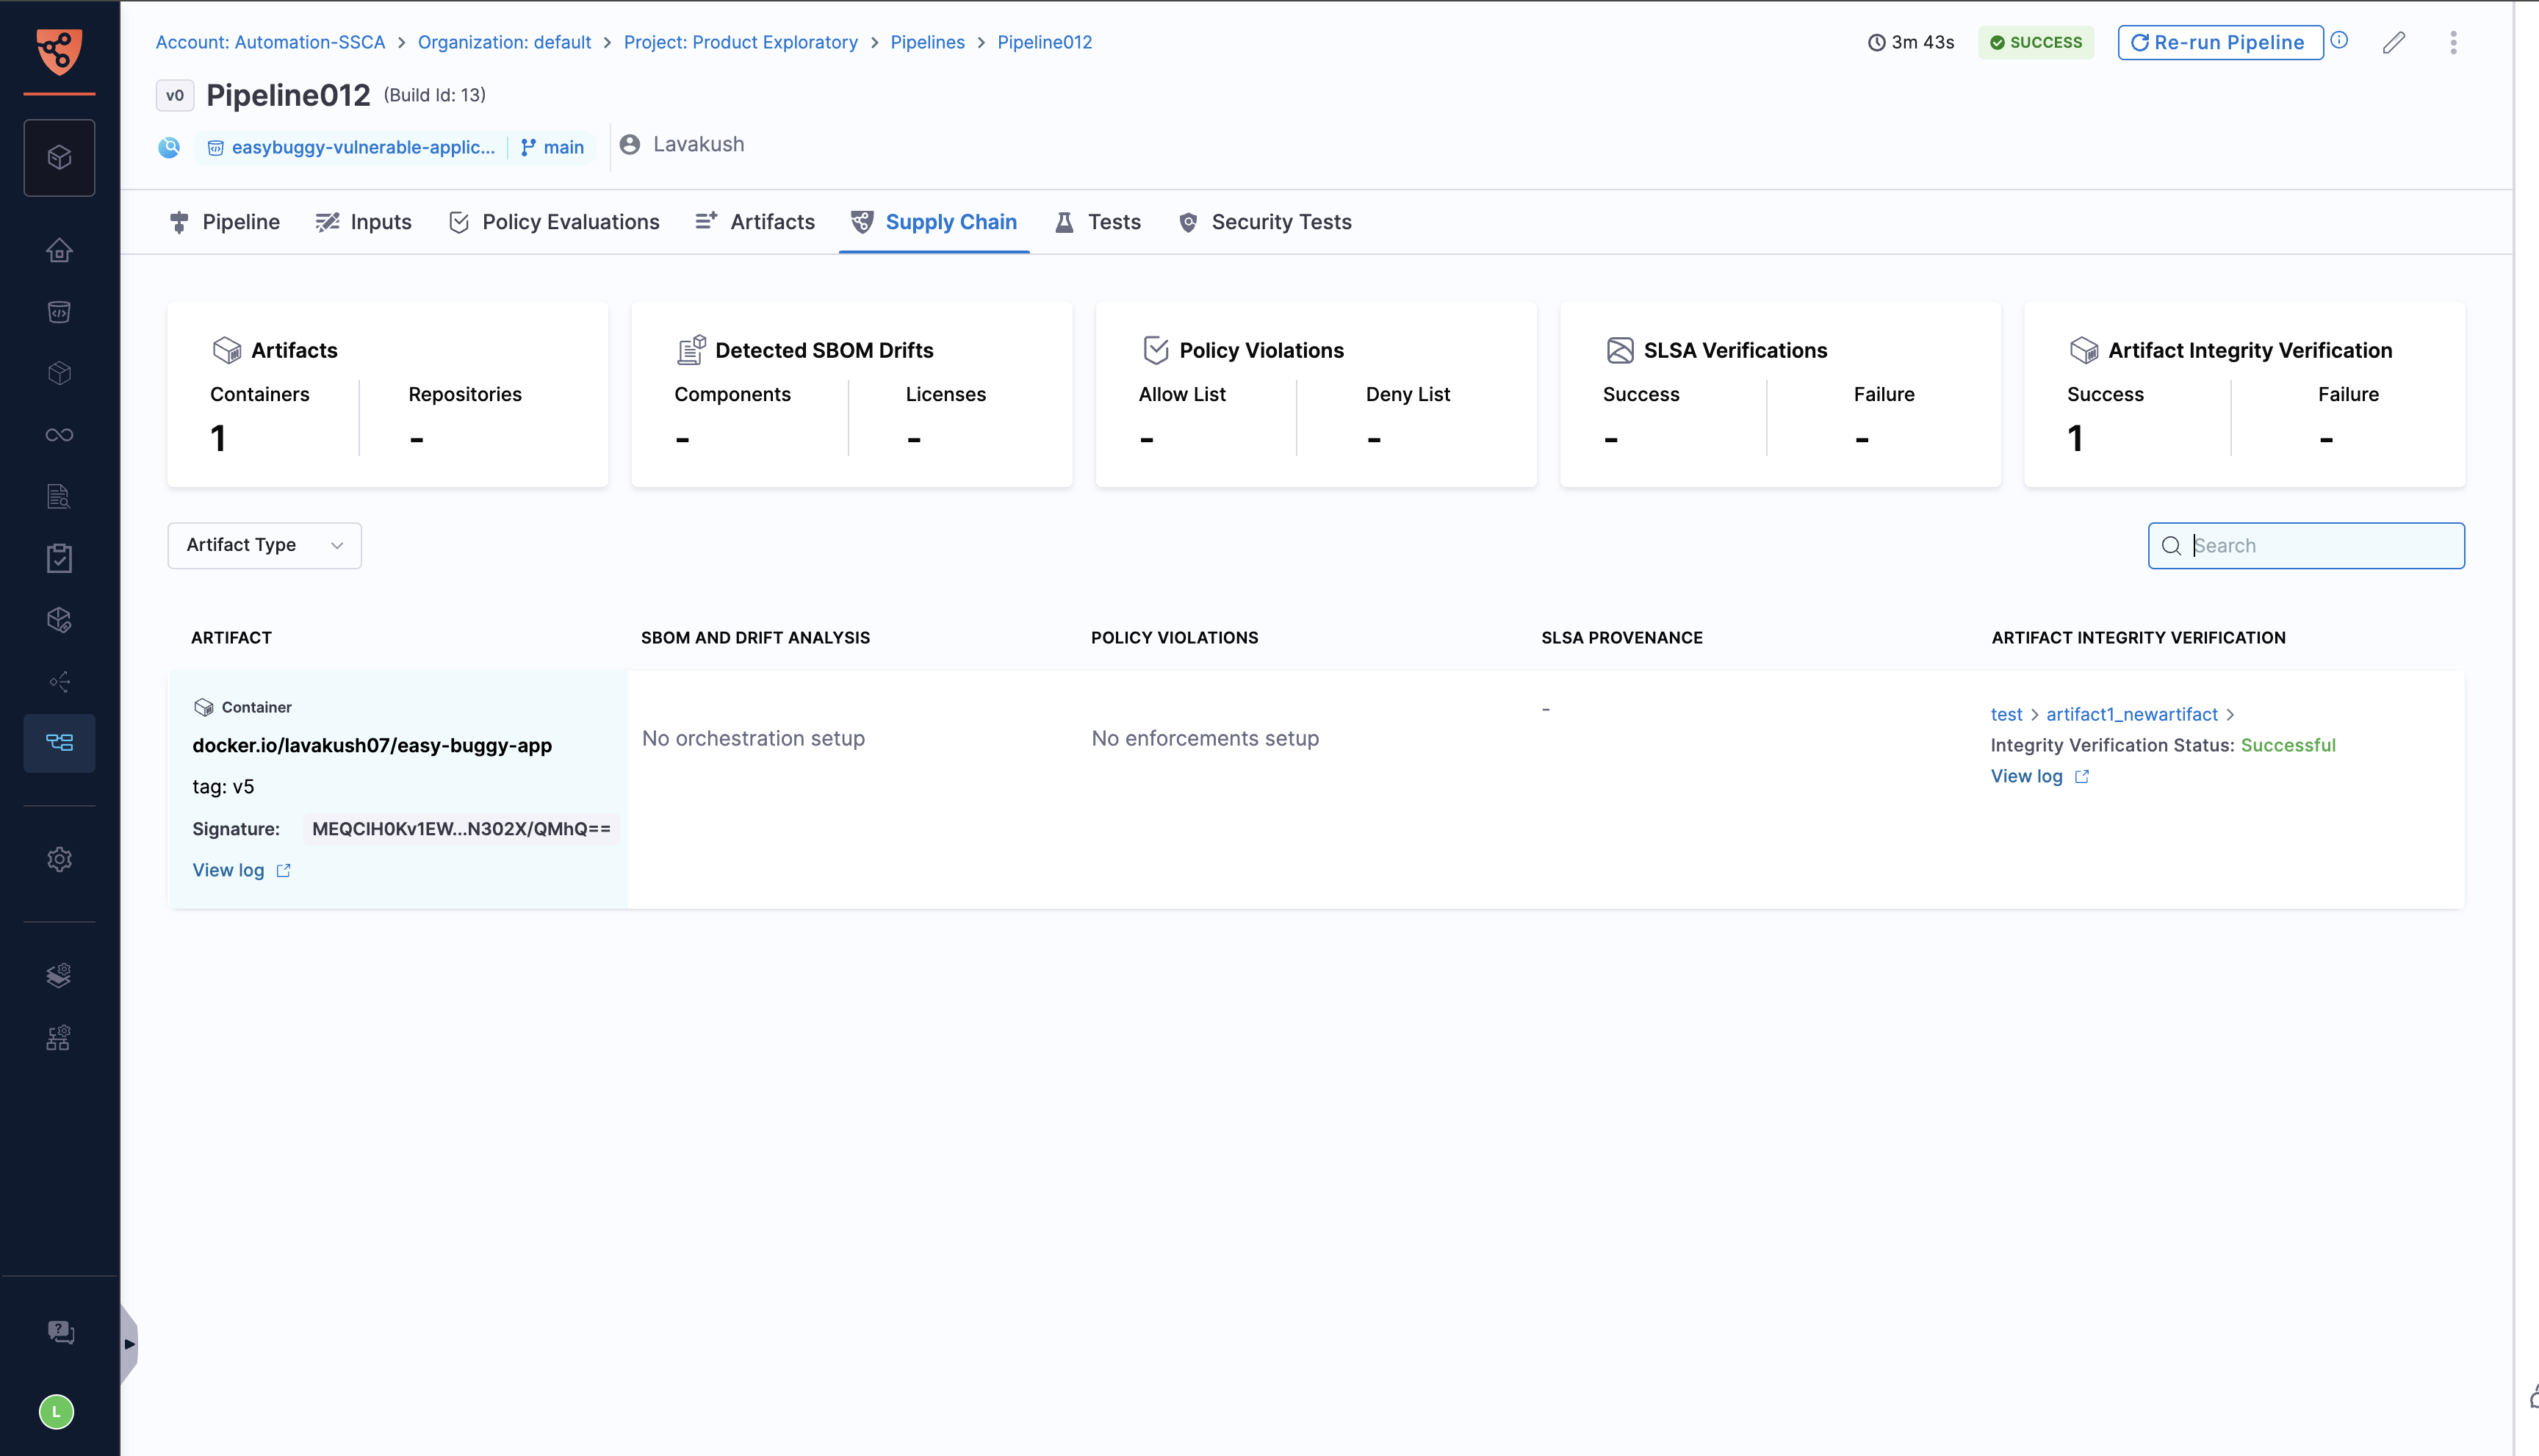 Account: Automation-SSCA > Organization: default > Project: Product Exploratory > Pipelines > Pipeline012
3m 43s SUCCESS Re-run Pipeline
v0 Pipeline012 (Build Id: 13)
easybuggy-vulnerable-applic... main Lavakush
Pipeline Inputs Policy Evaluations Artifacts Supply Chain Tests Security Tests
Artifacts
Containers Repositories
1 -
Detected SBOM Drifts
Components Licenses
- -
Policy Violations
Allow List Deny List
- -
SLSA Verifications
Success Failure
- -
Artifact Integrity Verification
Success Failure
1 -
Artifact Type
Search
ARTIFACT SBOM AND DRIFT ANALYSIS POLICY VIOLATIONS SLSA PROVENANCE ARTIFACT INTEGRITY VERIFICATION
Container
docker.io/lavakush07/easy-buggy-app
tag: v5
Signature: MEQCIH0Kv1EW...N302X/QMhQ==
View log
No orchestration setup
No enforcements setup
-
test > artifact1_newartifact >
Integrity Verification Status: Successful
View log
L